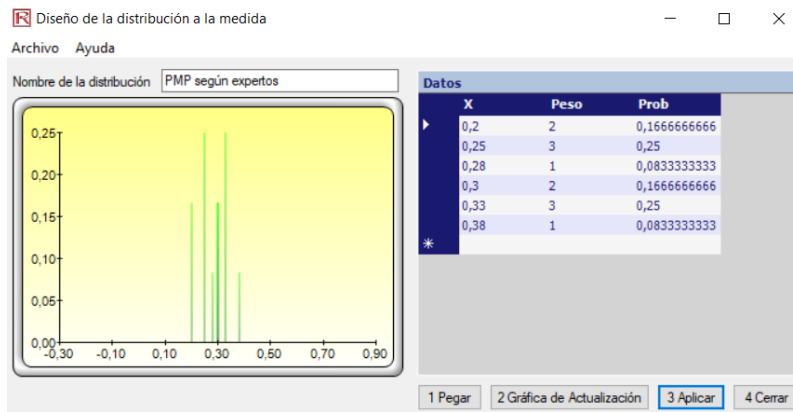 Diseño de la distribución a la medida
Archivo Ayuda
Nombre de la distribución PMP según expertos
0,25
0,20
0,15
0,10
0,05
0,00
-0,30 -0,10 0,10 0,30 0,50 0,70 0,90
Datos
X Peso Prob
0,2 2 0,1666666666
0,25 3 0,25
0,28 1 0,0833333333
0,3 2 0,1666666666
0,33 3 0,25
0,38 1 0,0833333333
1 Pegar 2 Gráfica de Actualización 3 Aplicar 4 Cerrar